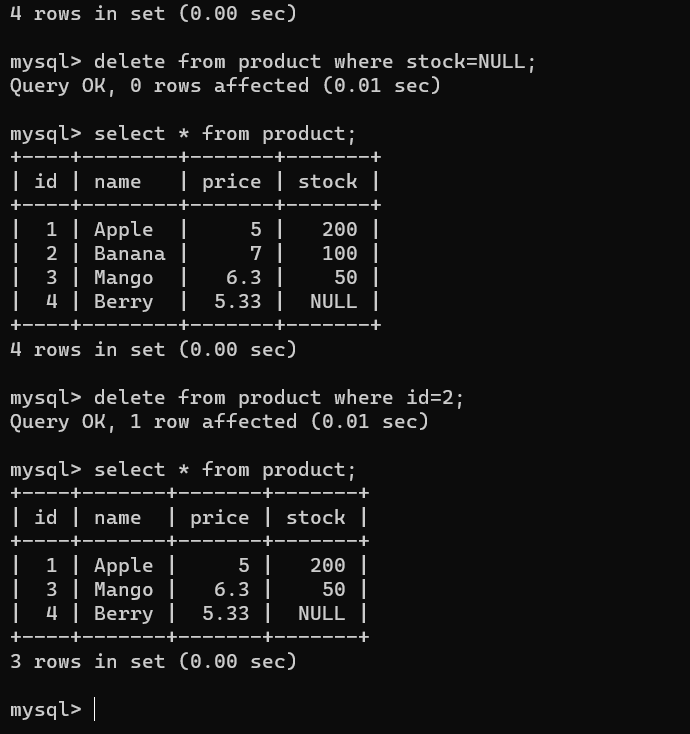 4 rows in set (0.00 sec)
mysql> delete from product where stock=NULL;
Query OK, 0 rows affected (0.01 sec)
mysql> select * from product;
+----+--------+-------+-------+
| id | name   | price | stock |
+----+--------+-------+-------+
|  1 | Apple  |     5 |   200 |
|  2 | Banana |     7 |   100 |
|  3 | Mango  |   6.3 |    50 |
|  4 | Berry  |  5.33 |  NULL |
+----+--------+-------+-------+
4 rows in set (0.00 sec)
mysql> delete from product where id=2;
Query OK, 1 row affected (0.01 sec)
mysql> select * from product;
+----+-------+-------+-------+
| id | name  | price | stock |
+----+-------+-------+-------+
|  1 | Apple |     5 |   200 |
|  3 | Mango |   6.3 |    50 |
|  4 | Berry |  5.33 |  NULL |
+----+-------+-------+-------+
3 rows in set (0.00 sec)
mysql>